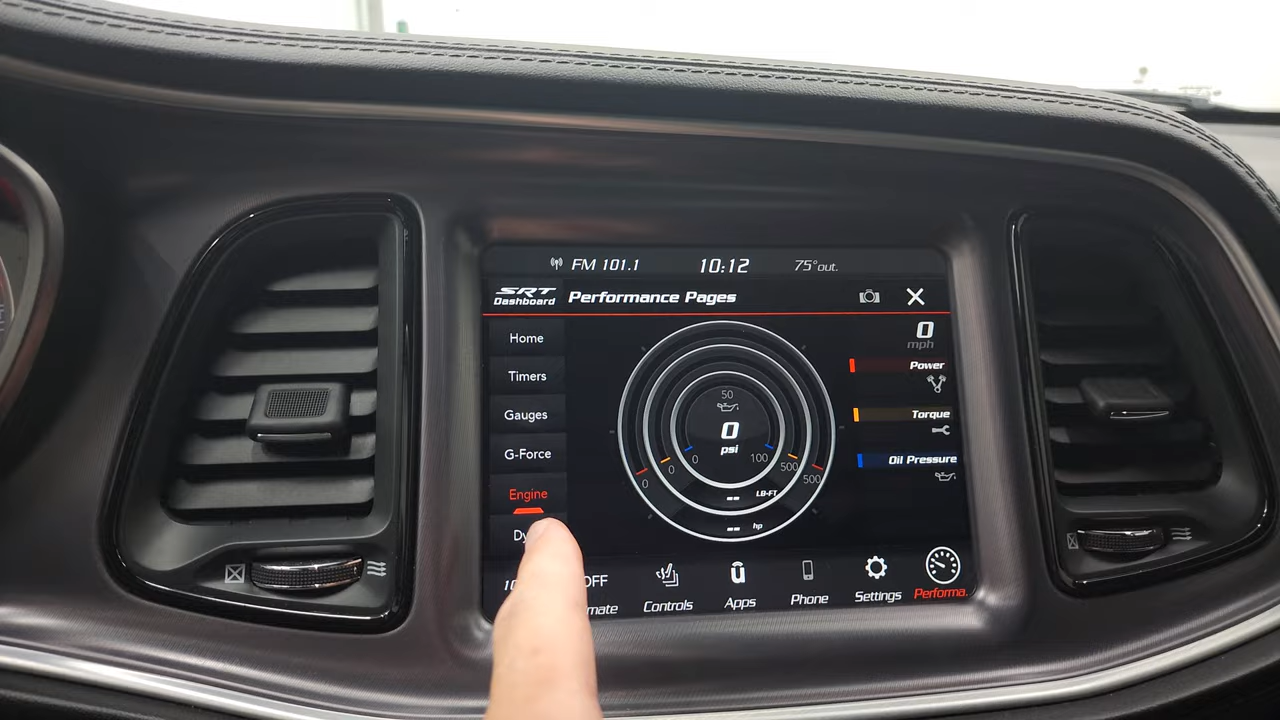 FM 101.1
10:12
75°out.
SRT
Dashboard
Performance Pages
Home
Timers
Gauges
G-Force
Engine
Dy
50
0
psi
0
100
0
500
0
500
-- LB-FT
-- hp
0
mph
Power
Torque
Oil Pressure
OFF
mate
Controls
Apps
Phone
Settings
Performa.